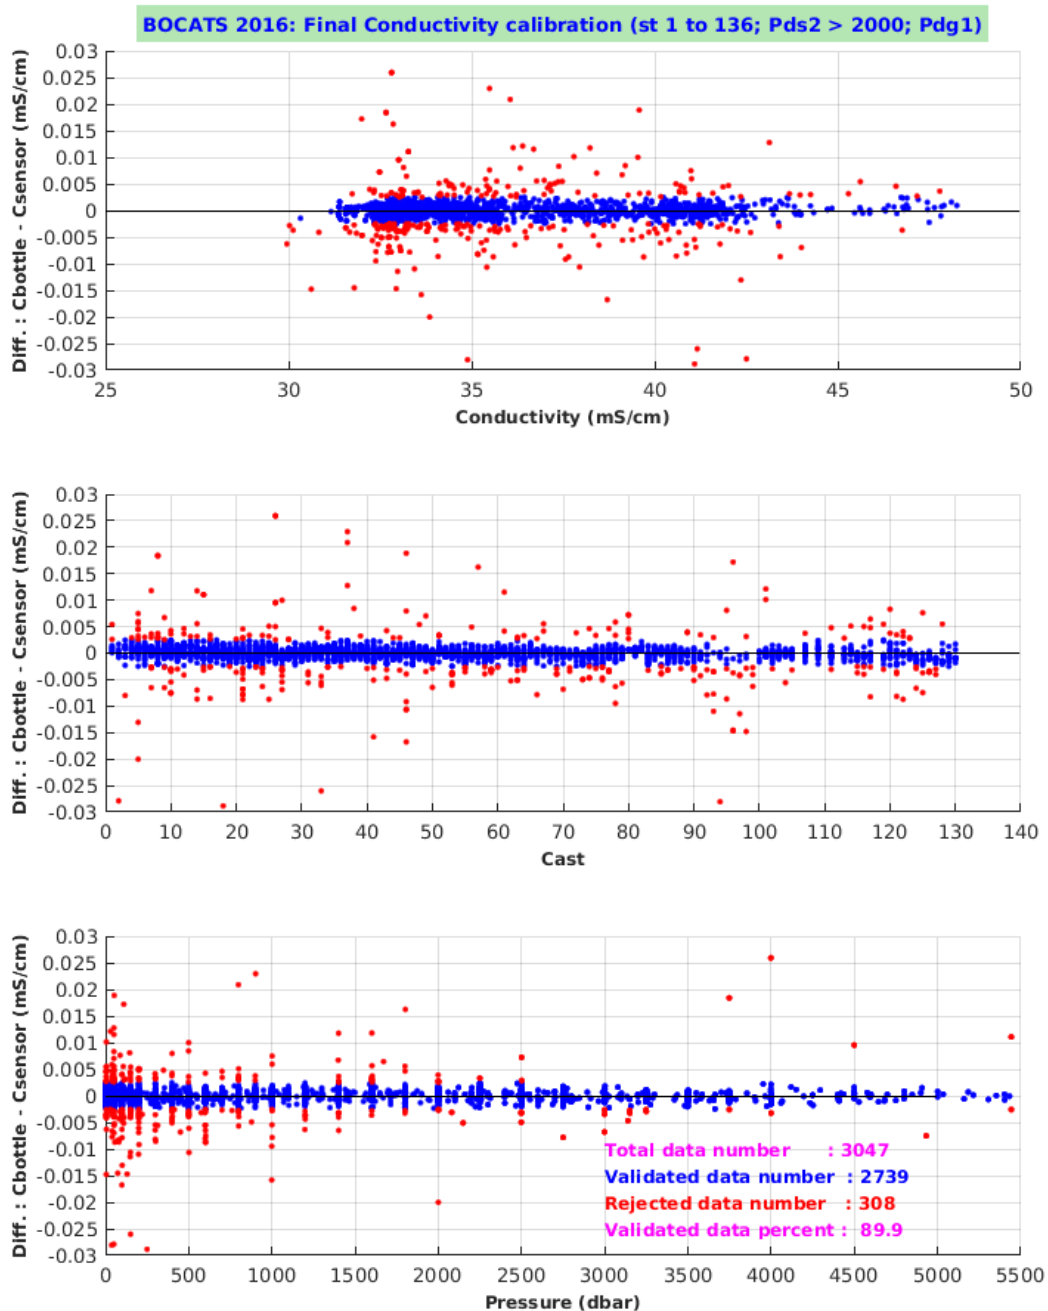 BOCATS 2016: Final Conductivity calibration (st 1 to 136; Pds2 > 2000; Pdg1)
Diff. : Cbottle - Csensor (mS/cm)
0.03
0.025
0.02
0.015
0.01
0.005
0
-0.005
-0.01
-0.015
-0.02
-0.025
-0.03
25 30 35 40 45 50
Conductivity (mS/cm)
Diff. : Cbottle - Csensor (mS/cm)
0.03
0.025
0.02
0.015
0.01
0.005
0
-0.005
-0.01
-0.015
-0.02
-0.025
-0.03
0 10 20 30 40 50 60 70 80 90 100 110 120 130 140
Cast
Diff. : Cbottle - Csensor (mS/cm)
0.03
0.025
0.02
0.015
0.01
0.005
0
-0.005
-0.01
-0.015
-0.02
-0.025
-0.03
Total data number : 3047
Validated data number : 2739
Rejected data number : 308
Validated data percent : 89.9
0 500 1000 1500 2000 2500 3000 3500 4000 4500 5000 5500
Pressure (dbar)